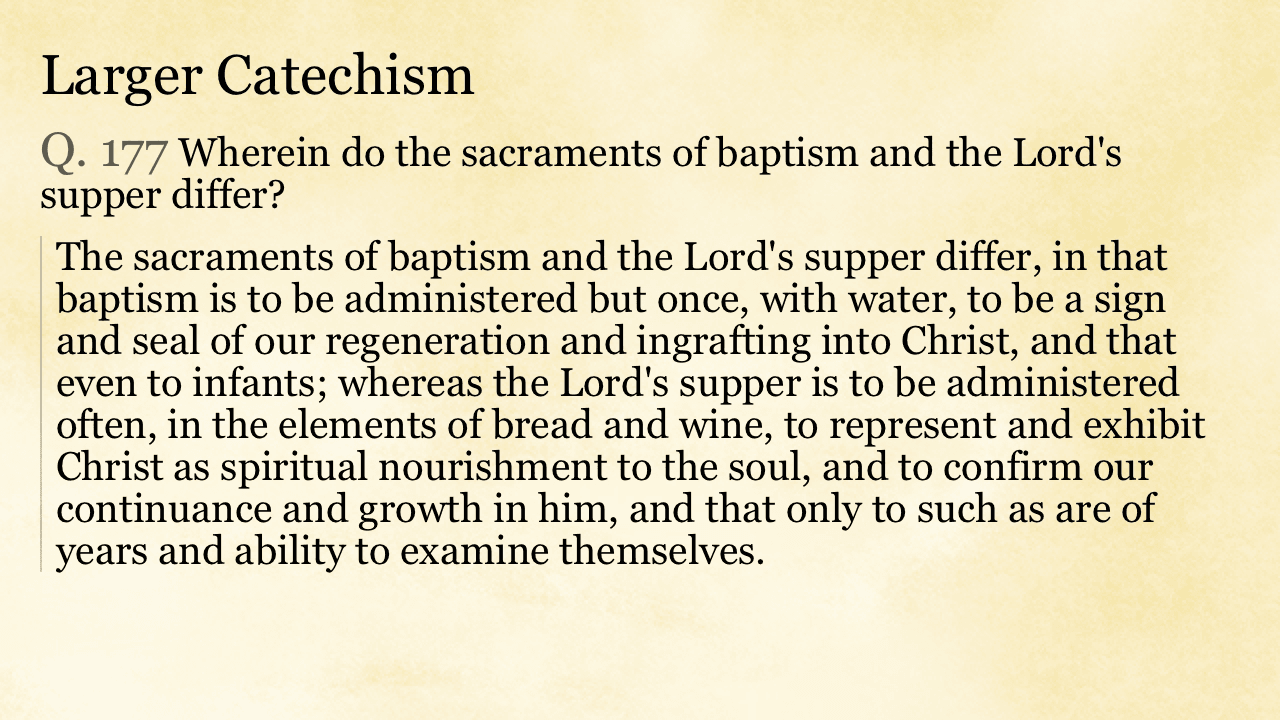 Larger Catechism
Q. 177 Wherein do the sacraments of baptism and the Lord's
supper differ?
The sacraments of baptism and the Lord's supper differ, in that
baptism is to be administered but once, with water, to be a sign
and seal of our regeneration and ingrafting into Christ, and that
even to infants; whereas the Lord's supper is to be administered
often, in the elements of bread and wine, to represent and exhibit
Christ as spiritual nourishment to the soul, and to confirm our
continuance and growth in him, and that only to such as are of
years and ability to examine themselves.